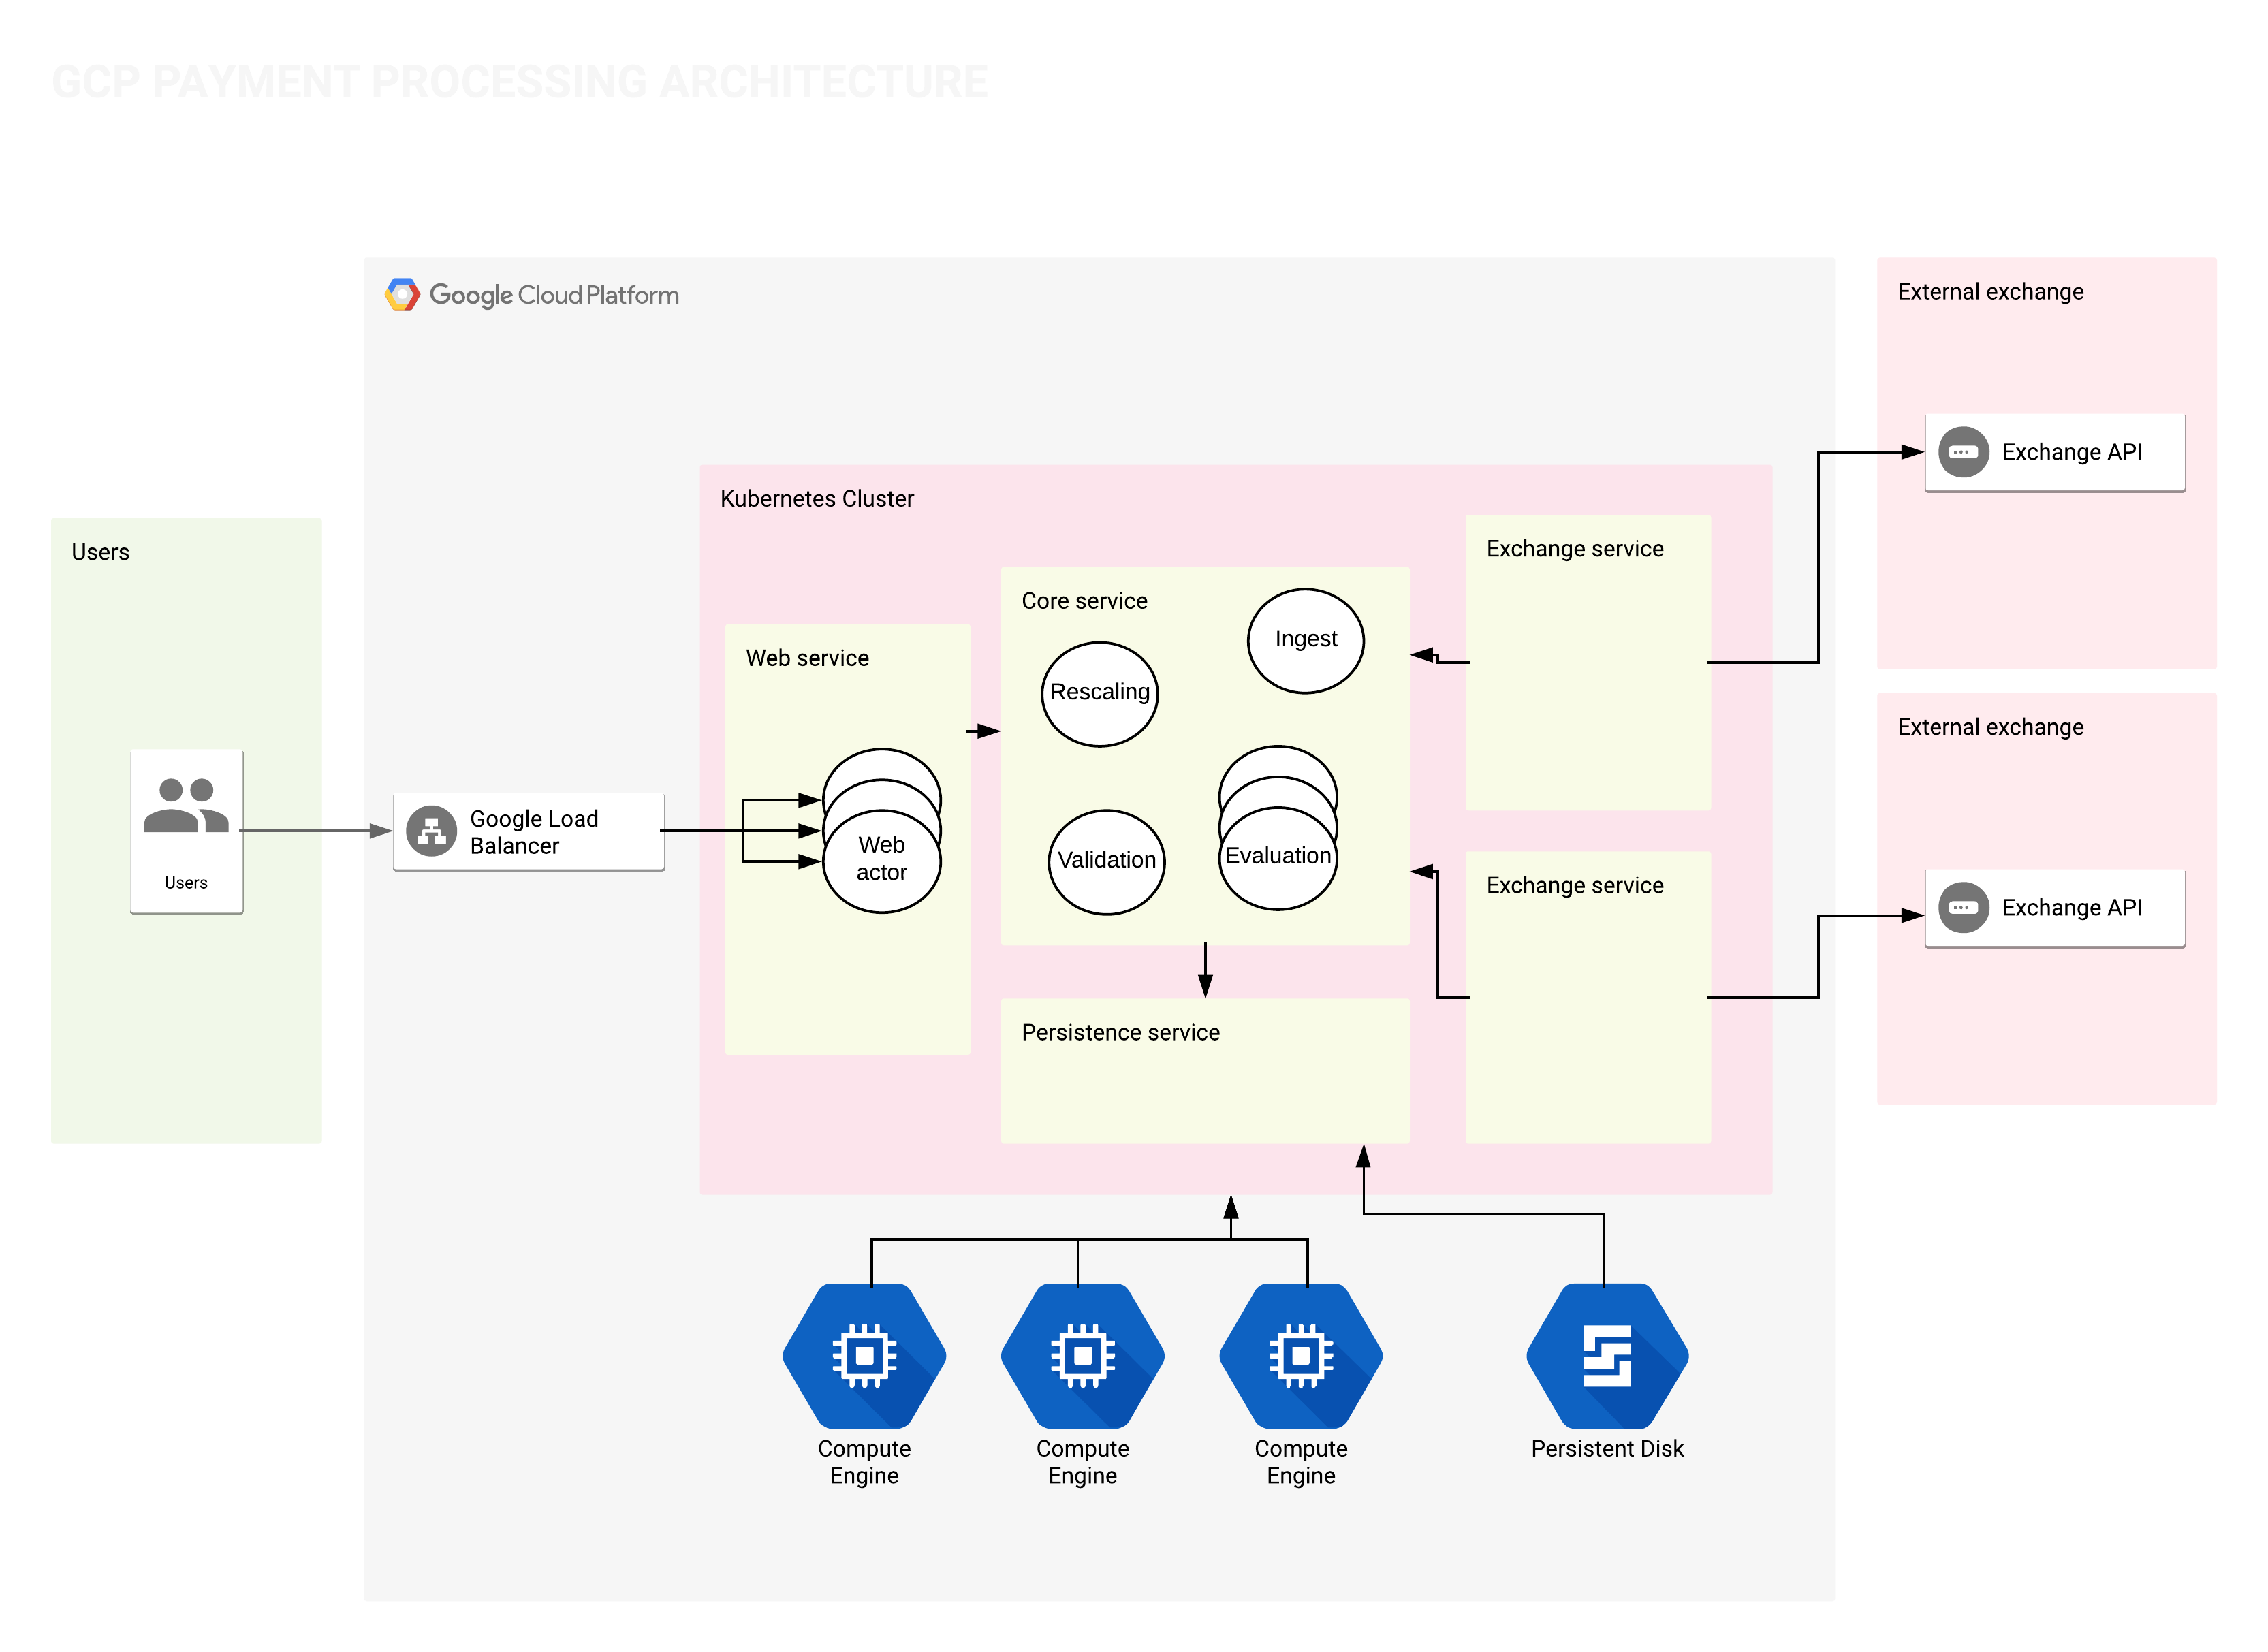 GCP PAYMENT PROCESSING ARCHITECTURE
Google Cloud Platform
External exchange
Exchange API
Kubernetes Cluster
Users
Exchange service
Core service
Ingest
Web service
Rescaling
External exchange
Google Load
Balancer
Web
actor
Validation
Evaluation
Users
Exchange service
Exchange API
Persistence service
Compute
Engine
Compute
Engine
Compute
Engine
Persistent Disk